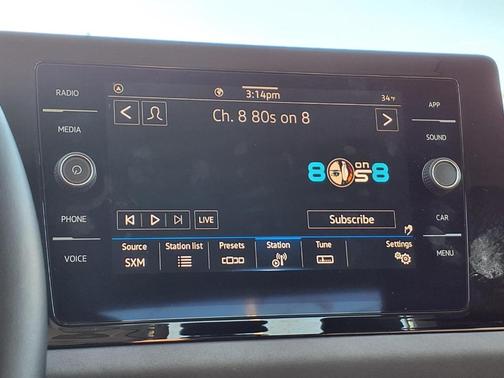 RADIO
MEDIA
PHONE
VOICE
3:14pm
34°F
Ch. 8 80s on 8
8 on 8
LIVE
Subscribe
Source
SXM
Station list
Presets
Station
Tune
Settings
APP
SOUND
CAR
MENU